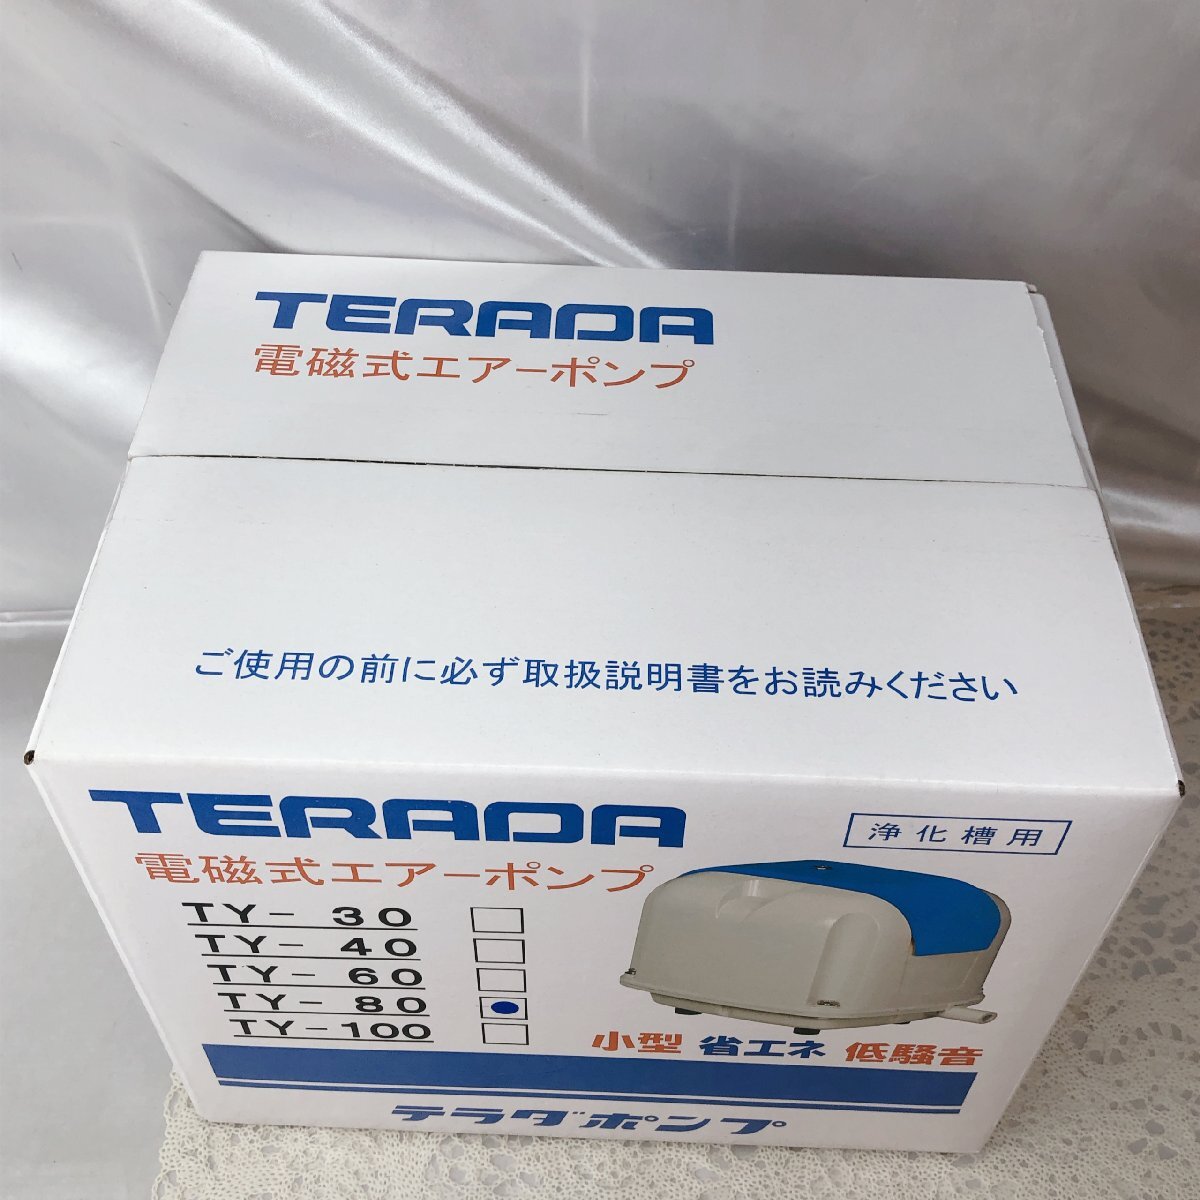 TERADA
電磁式エアーポンプ
ご使用の前に必ず取扱説明書をお読みください
TERADA
浄化槽用
電磁式エアーポンプ
TY- 30
TY- 40
TY- 60
TY- 80
TY-100
小型 省エネ 低騒音
テラダポンプ